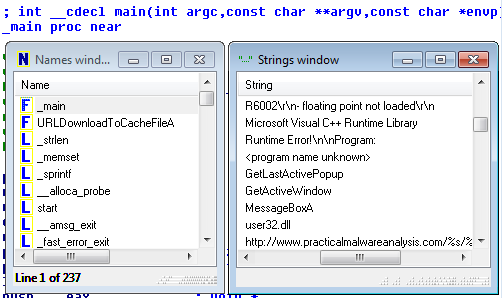 ; int __cdecl main(int argc,const char **argv,const char *envp)
_main proc near
Names wind...
Name
_main
URLDownloadToCacheFileA
_strlen
_memset
_sprintf
__alloca_probe
start
__amsg_exit
_fast_error_exit
Line 1 of 237
Strings window
String
R6002\r\n- floating point not loaded\r\n
Microsoft Visual C++ Runtime Library
Runtime Error!\n\nProgram:
<program name unknown>
GetLastActivePopup
GetActiveWindow
MessageBoxA
user32.dll
http://www.practicalmalwareanalysis.com/%s/%